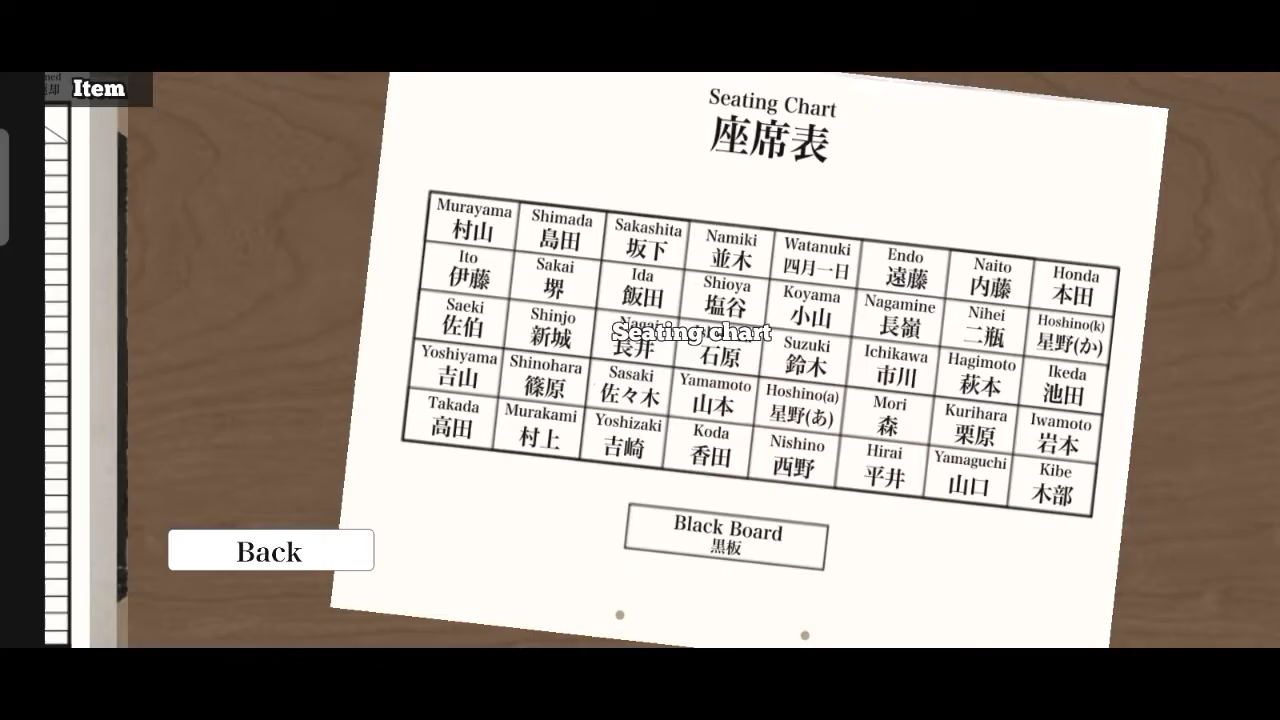 Item
Seating Chart
座席表
Murayama Shimada Sakashita Namiki Watanuki Endo Naito Honda
村山 島田 坂下 並木 四月一日 遠藤 内藤 本田
Ito Sakai Ida Shioya Koyama Nagamine Nihei Hoshino(k)
伊藤 堺 飯田 塩谷 小山 長嶺 二瓶 星野(か)
Saeki Shinjo Suzuki Ichikawa Hagimoto Ikeda
佐伯 新城 長井 石原 鈴木 市川 萩本 池田
Seating chart
Yoshiyama Shinohara Sasaki Yamamoto Hoshino(a) Mori Kurihara Iwamoto
吉山 篠原 佐々木 山本 星野(あ) 森 栗原 岩本
Takada Murakami Yoshizaki Koda Nishino Hirai Yamaguchi Kibe
高田 村上 吉崎 香田 西野 平井 山口 木部
Black Board
黒板
Back